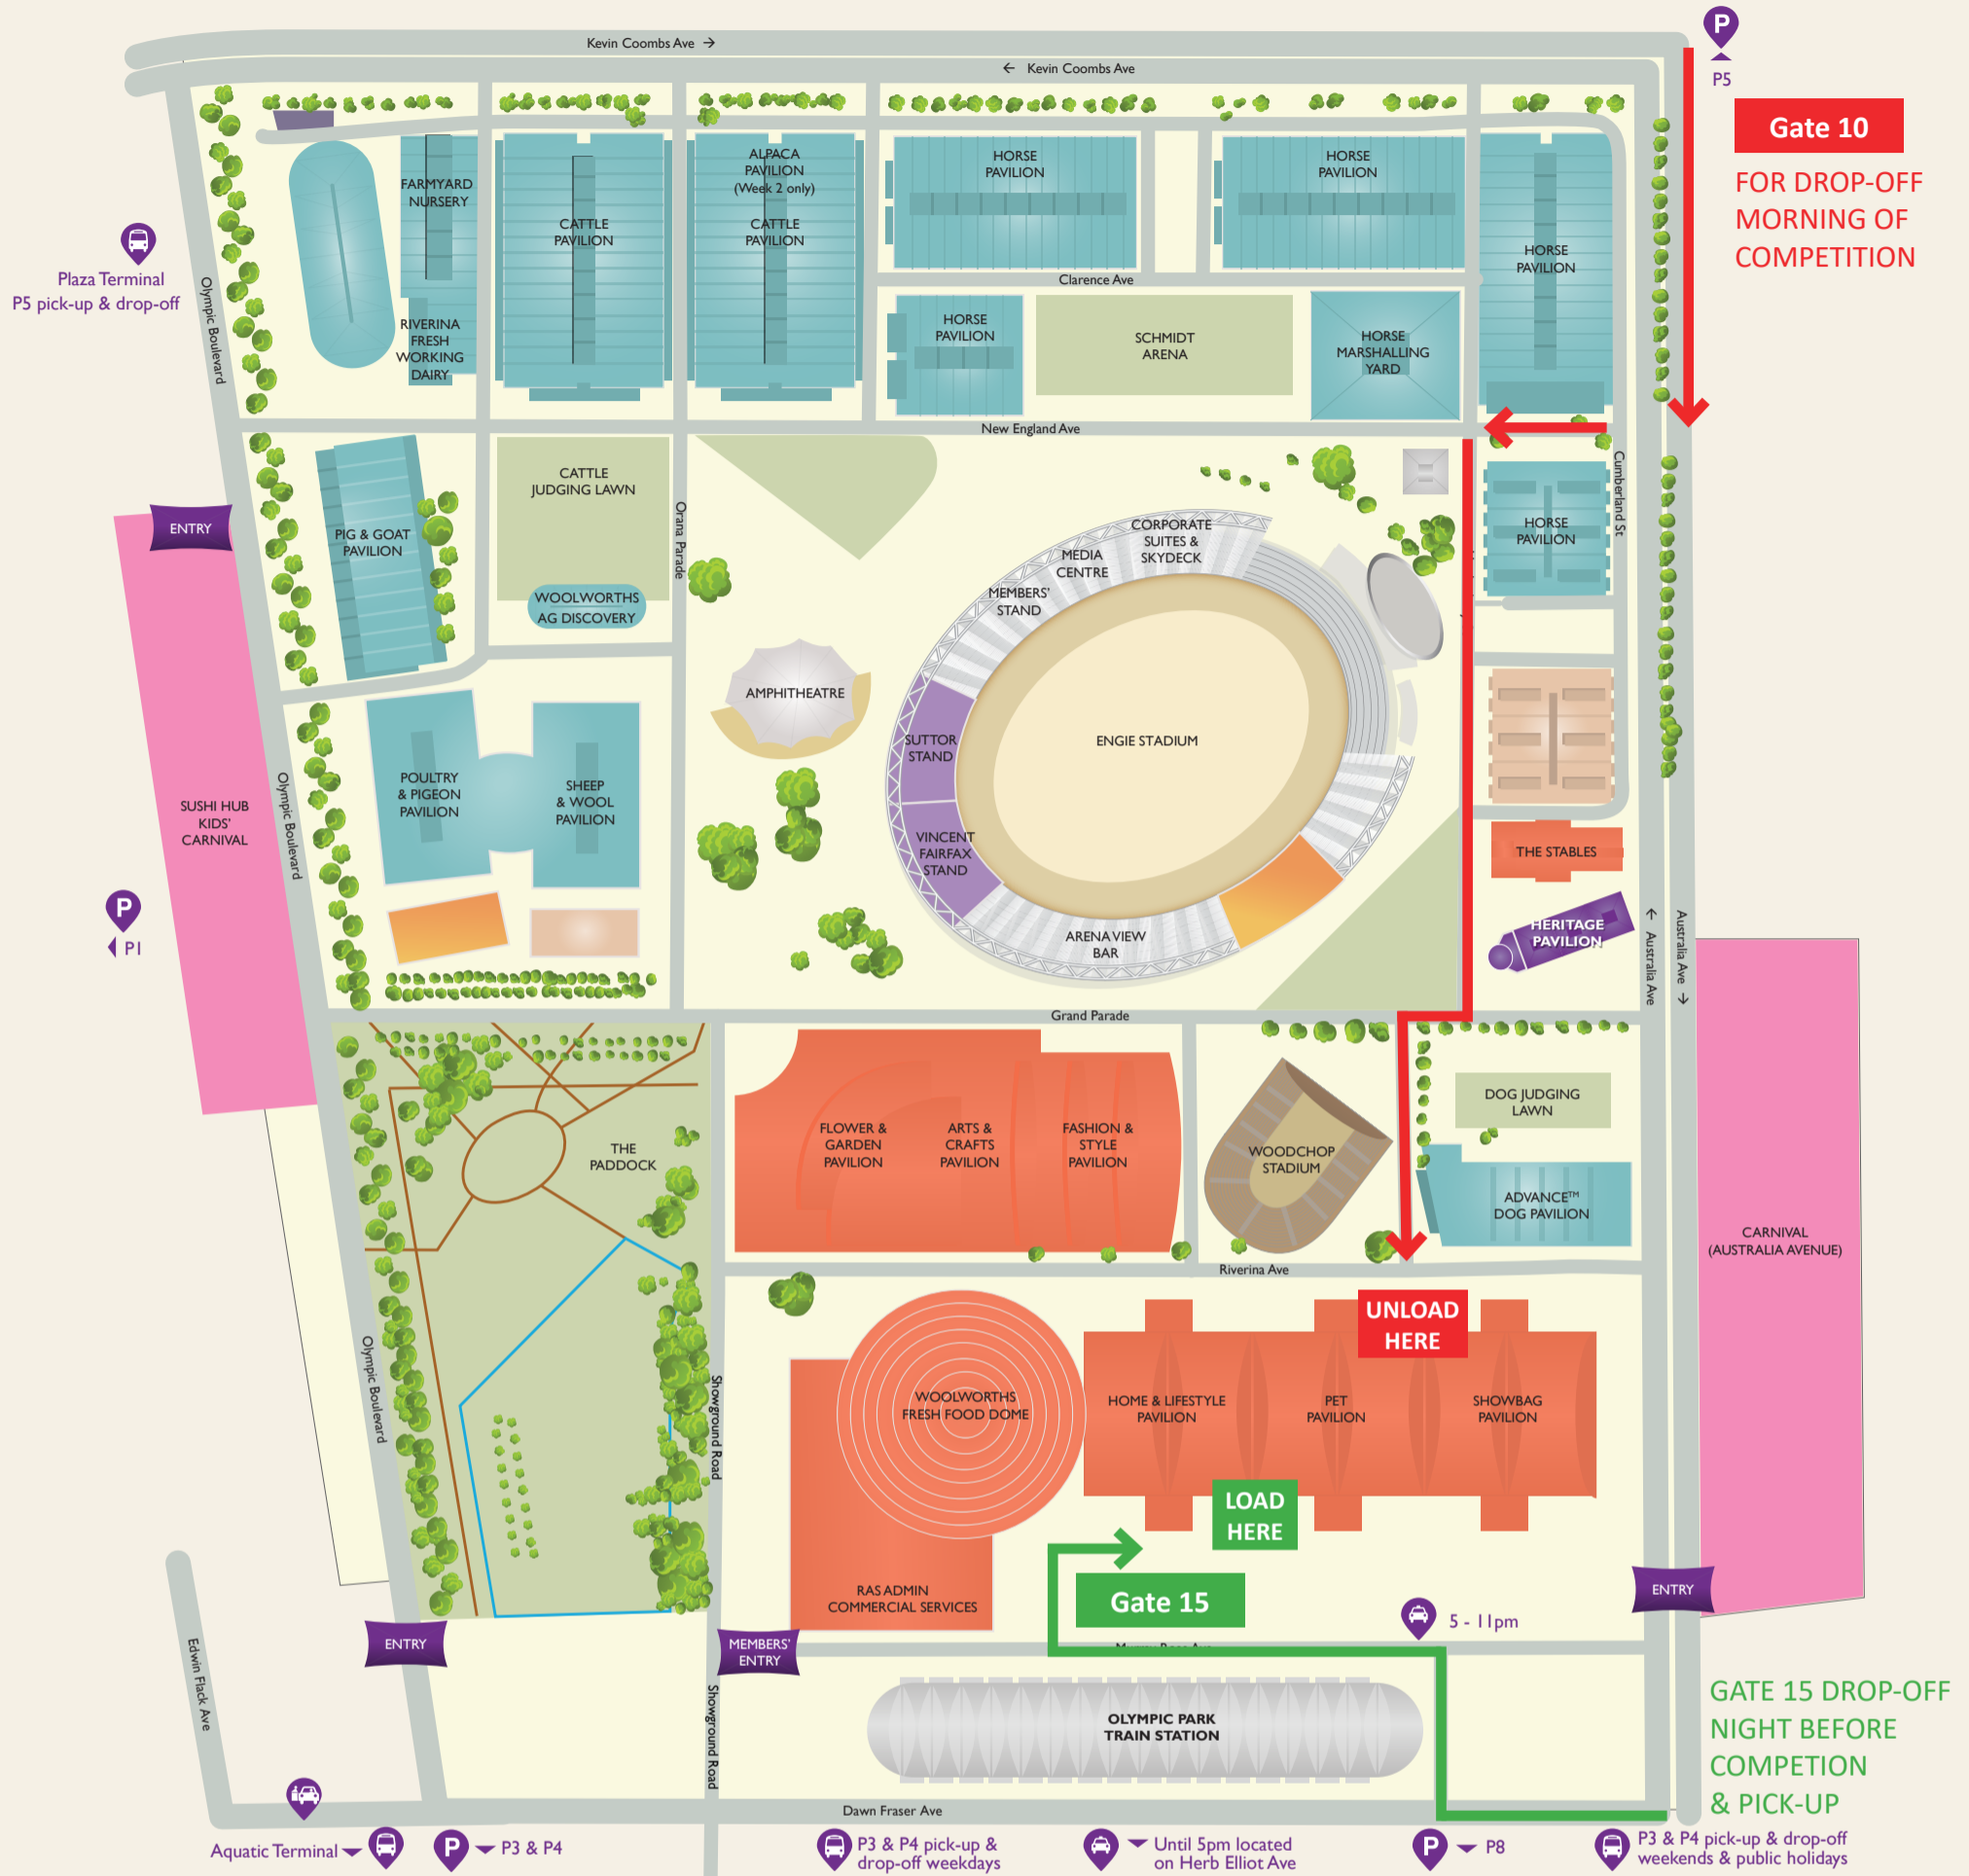 Kevin Coombs Ave →
← Kevin Coombs Ave
P
P5
Gate 10
FOR DROP-OFF
MORNING OF
COMPETITION
FARMYARD
NURSERY
CATTLE
PAVILION
ALPACA
PAVILION
(Week 2 only)
CATTLE
PAVILION
HORSE
PAVILION
HORSE
PAVILION
HORSE
PAVILION
Plaza Terminal
P5 pick-up & drop-off
Olympic Boulevard
RIVERINA
FRESH
WORKING
DAIRY
Clarence Ave
HORSE
PAVILION
SCHMIDT
ARENA
HORSE
MARSHALLING
YARD
New England Ave
CATTLE
JUDGING LAWN
Orana Parade
Cumberland St
ENTRY
PIG & GOAT
PAVILION
WOOLWORTHS
AG DISCOVERY
CORPORATE
SUITES &
SKYDECK
MEDIA
CENTRE
MEMBERS'
STAND
HORSE
PAVILION
AMPHITHEATRE
SUTTOR
STAND
ENGIE STADIUM
VINCENT
FAIRFAX
STAND
ARENA VIEW
BAR
SUSHI HUB
KIDS'
CARNIVAL
Olympic Boulevard
POULTRY
& PIGEON
PAVILION
SHEEP
& WOOL
PAVILION
THE STABLES
HERITAGE
PAVILION
← Australia Ave
Australia Ave →
P
P1
Grand Parade
THE
PADDOCK
FLOWER &
GARDEN
PAVILION
ARTS &
CRAFTS
PAVILION
FASHION &
STYLE
PAVILION
WOODCHOP
STADIUM
DOG JUDGING
LAWN
ADVANCE™
DOG PAVILION
CARNIVAL
(AUSTRALIA AVENUE)
Riverina Ave
UNLOAD
HERE
Olympic Boulevard
Showground Road
WOOLWORTHS
FRESH FOOD DOME
HOME & LIFESTYLE
PAVILION
PET
PAVILION
SHOWBAG
PAVILION
LOAD
HERE
RAS ADMIN
COMMERCIAL SERVICES
Gate 15
5 - 11pm
ENTRY
ENTRY
MEMBERS'
ENTRY
Edwin Flack Ave
Showground Road
OLYMPIC PARK
TRAIN STATION
GATE 15 DROP-OFF
NIGHT BEFORE
COMPETION
& PICK-UP
Dawn Fraser Ave
Aquatic Terminal
P
P3 & P4
P3 & P4 pick-up &
drop-off weekdays
Until 5pm located
on Herb Elliot Ave
P
P8
P3 & P4 pick-up & drop-off
weekends & public holidays